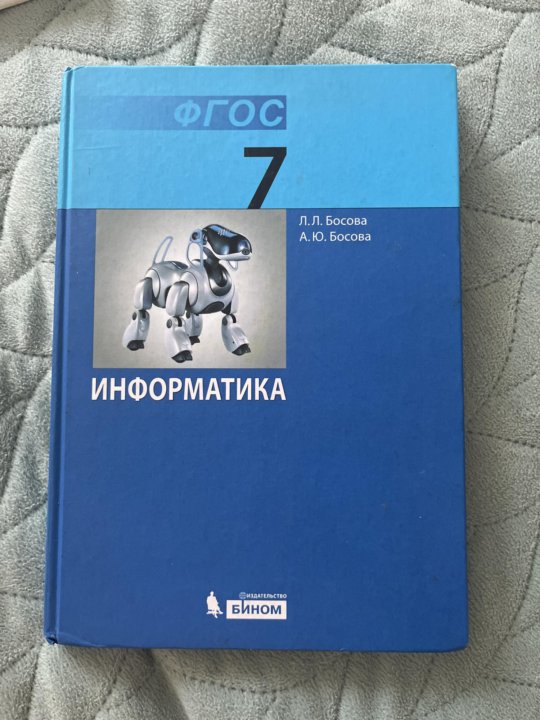 ФГОС
7
Л. Л. Босова
А. Ю. Босова
ИНФОРМАТИКА
ИЗДАТЕЛЬСТВО
БИНОМ